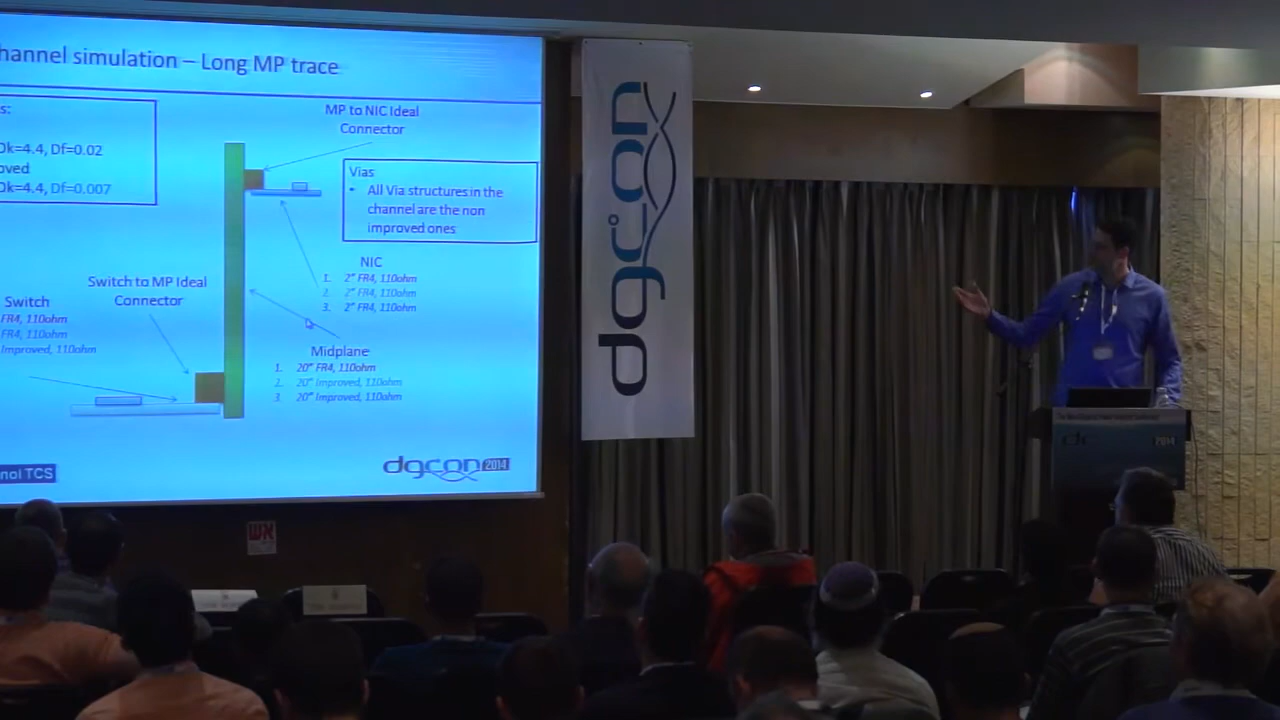 hannel simulation – Long MP trace
s:
Dk=4.4, Df=0.02
oved
Dk=4.4, Df=0.007
MP to NIC Ideal
Connector
Vias
• All Via structures in the
channel are the non
improved ones
NIC
1. 2" FR4, 110ohm
2. 2" FR4, 110ohm
3. 2" FR4, 110ohm
Switch to MP Ideal
Connector
Switch
FR4, 110ohm
FR4, 110ohm
Improved, 110ohm
Midplane
1. 20" FR4, 110ohm
2. 20" Improved, 110ohm
3. 20" Improved, 110ohm
nol TCS
dgcon 2014
dgcon
dgcon 2014
אש